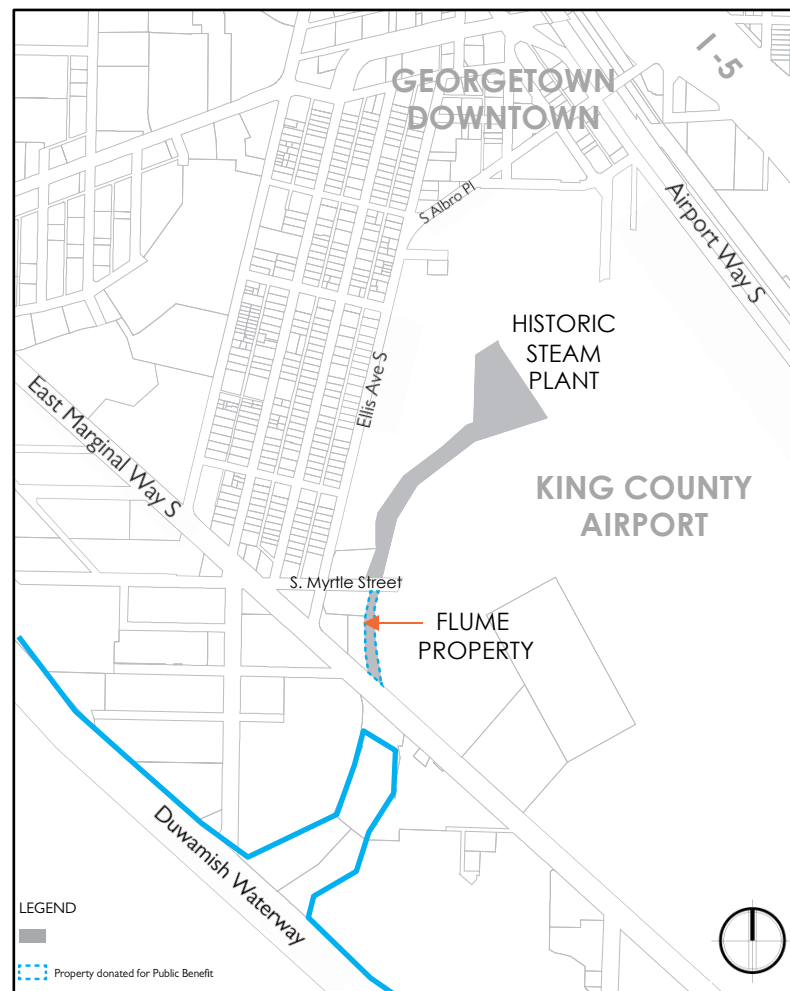 I-5
GEORGETOWN
DOWNTOWN
S Albro Pl
Airport Way S
HISTORIC
STEAM
PLANT
Ellis Ave S
East Marginal Way S
KING COUNTY
AIRPORT
S. Myrtle Street
FLUME
PROPERTY
Duwamish Waterway
LEGEND
Property donated for Public Benefit